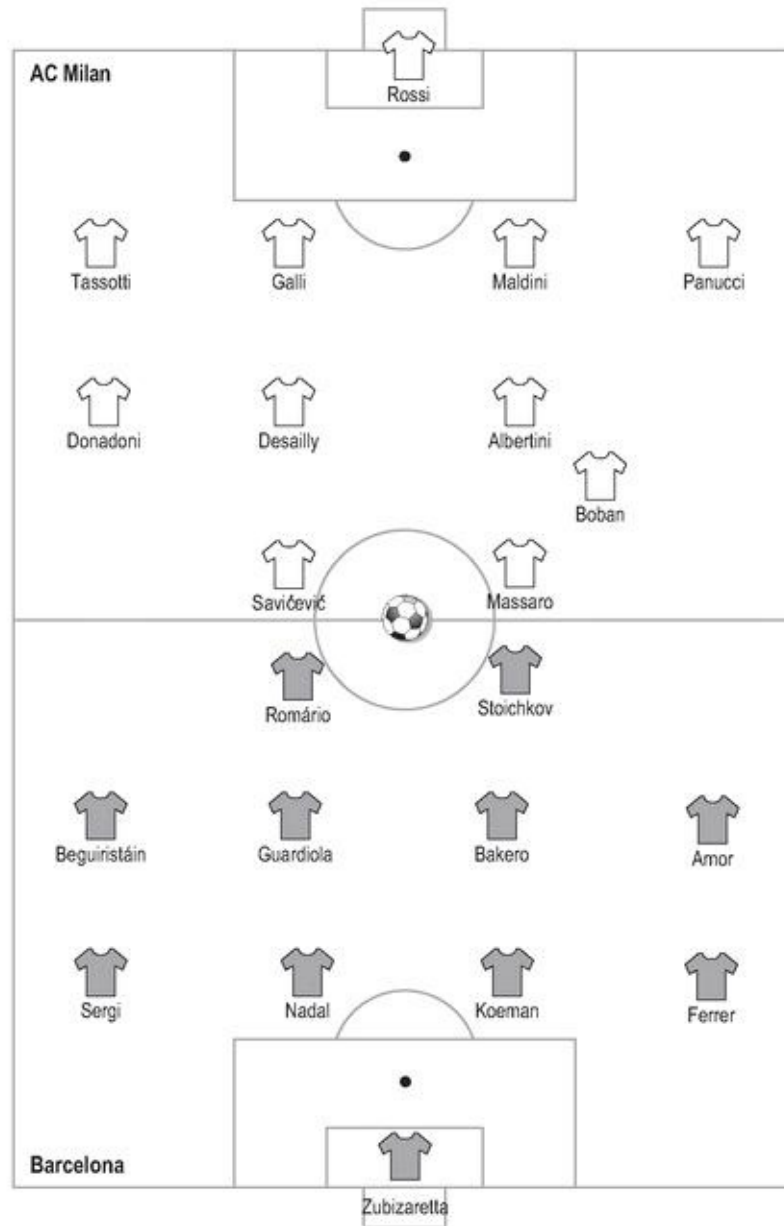 AC Milan
Rossi
Tassotti
Galli
Maldini
Panucci
Donadoni
Desailly
Albertini
Boban
Savićević
Massaro
Romário
Stoichkov
Beguiristáin
Guardiola
Bakero
Amor
Sergi
Nadal
Koeman
Ferrer
Barcelona
Zubizaretta